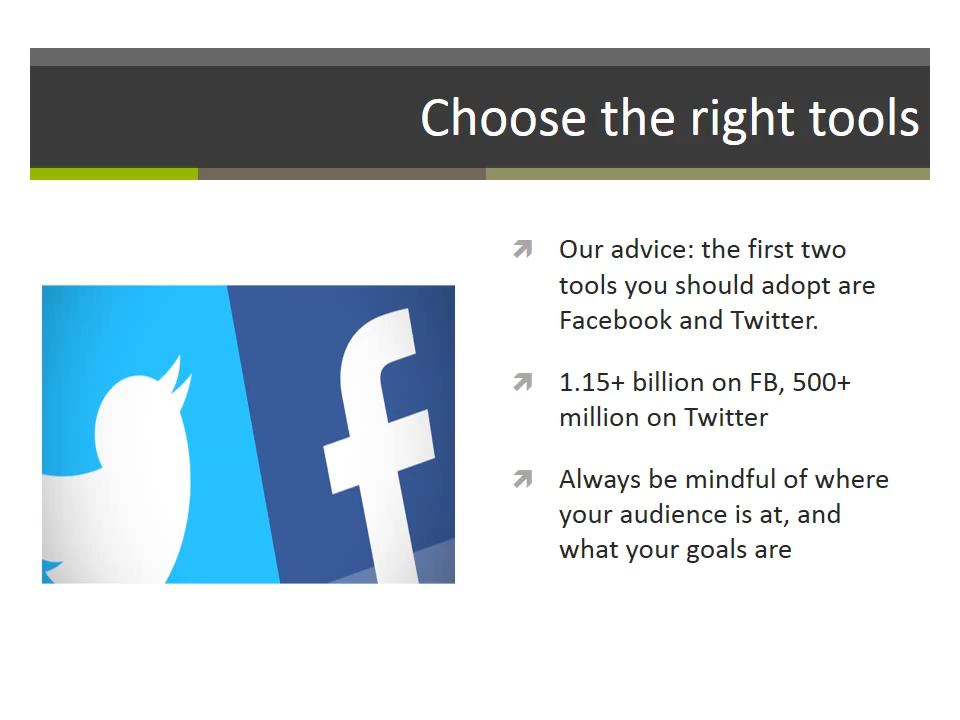 Choose the right tools
Our advice: the first two
tools you should adopt are
Facebook and Twitter.
1.15+ billion on FB, 500+
million on Twitter
Always be mindful of where
your audience is at, and
what your goals are